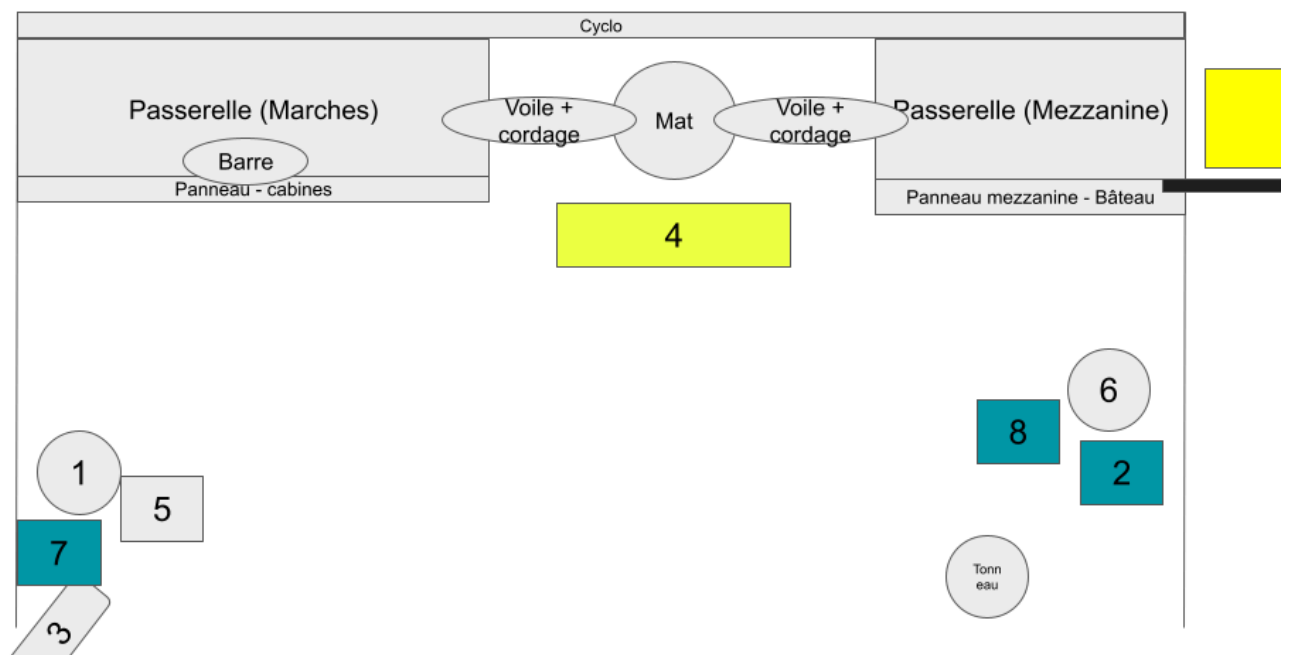 Cyclo
Passerelle (Marches)
Voile +
cordage
Mat
Voile +
cordage
Passerelle (Mezzanine)
Barre
Panneau - cabines
Panneau mezzanine - Bâteau
4
6
8
2
1
5
7
3
Tonn
eau